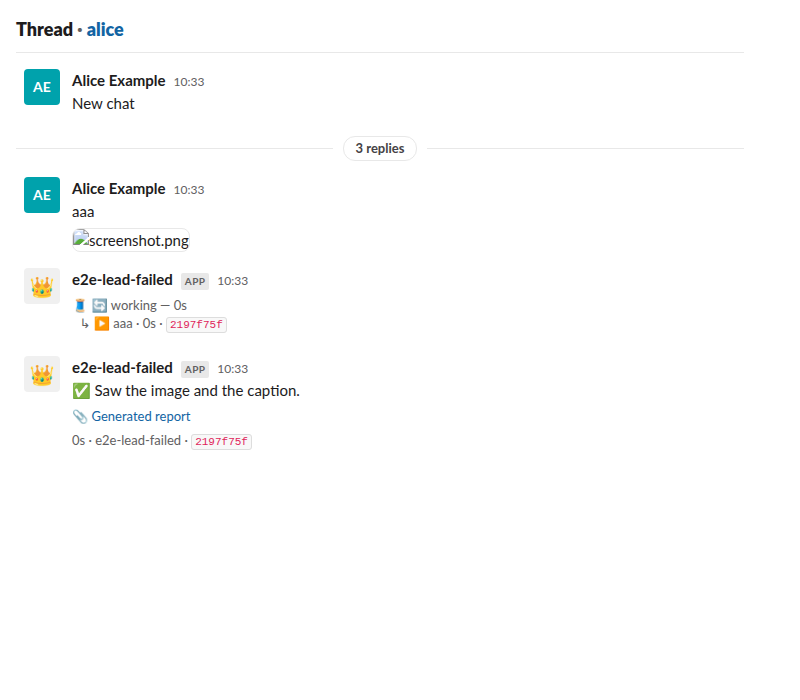 Thread • alice
AE
Alice Example 10:33
New chat
3 replies
AE
Alice Example 10:33
aaa
screenshot.png
e2e-lead-failed APP 10:33
🧵 🔄 working — 0s
↳ ▶️ aaa · 0s · 2197f75f
e2e-lead-failed APP 10:33
✅ Saw the image and the caption.
📎 Generated report
0s · e2e-lead-failed · 2197f75f